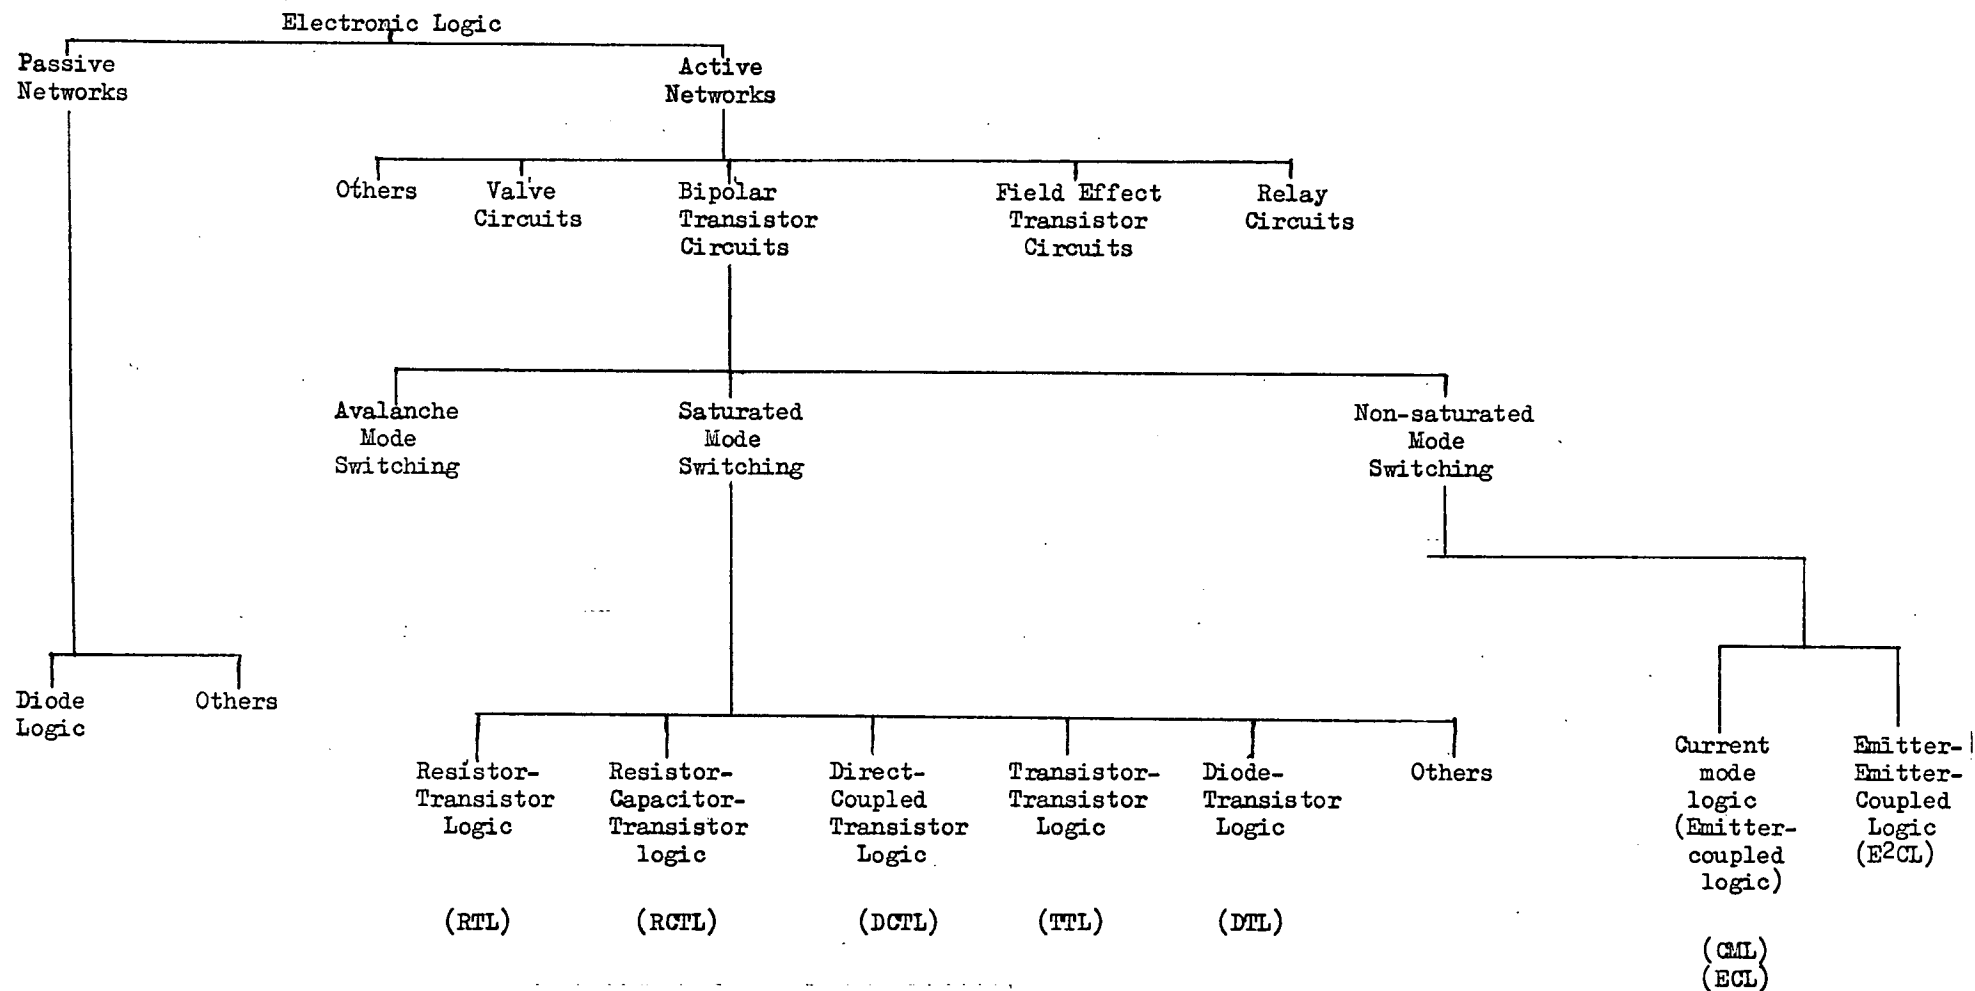 Electronic Logic
Passive
Networks
Active
Networks
Others
Valve
Circuits
Bipolar
Transistor
Circuits
Field Effect
Transistor
Circuits
Relay
Circuits
Avalanche
Mode
Switching
Saturated
Mode
Switching
Non-saturated
Mode
Switching
Diode
Logic
Others
Resistor-
Transistor
Logic
(RTL)
Resistor-
Capacitor-
Transistor
logic
(RCTL)
Direct-
Coupled
Transistor
Logic
(DCTL)
Transistor-
Transistor
Logic
(TTL)
Diode-
Transistor
Logic
(DTL)
Others
Current
mode
logic
(Emitter-
coupled
logic)
(CML)
(ECL)
Emitter-
Emitter-
Coupled
Logic
(E²CL)